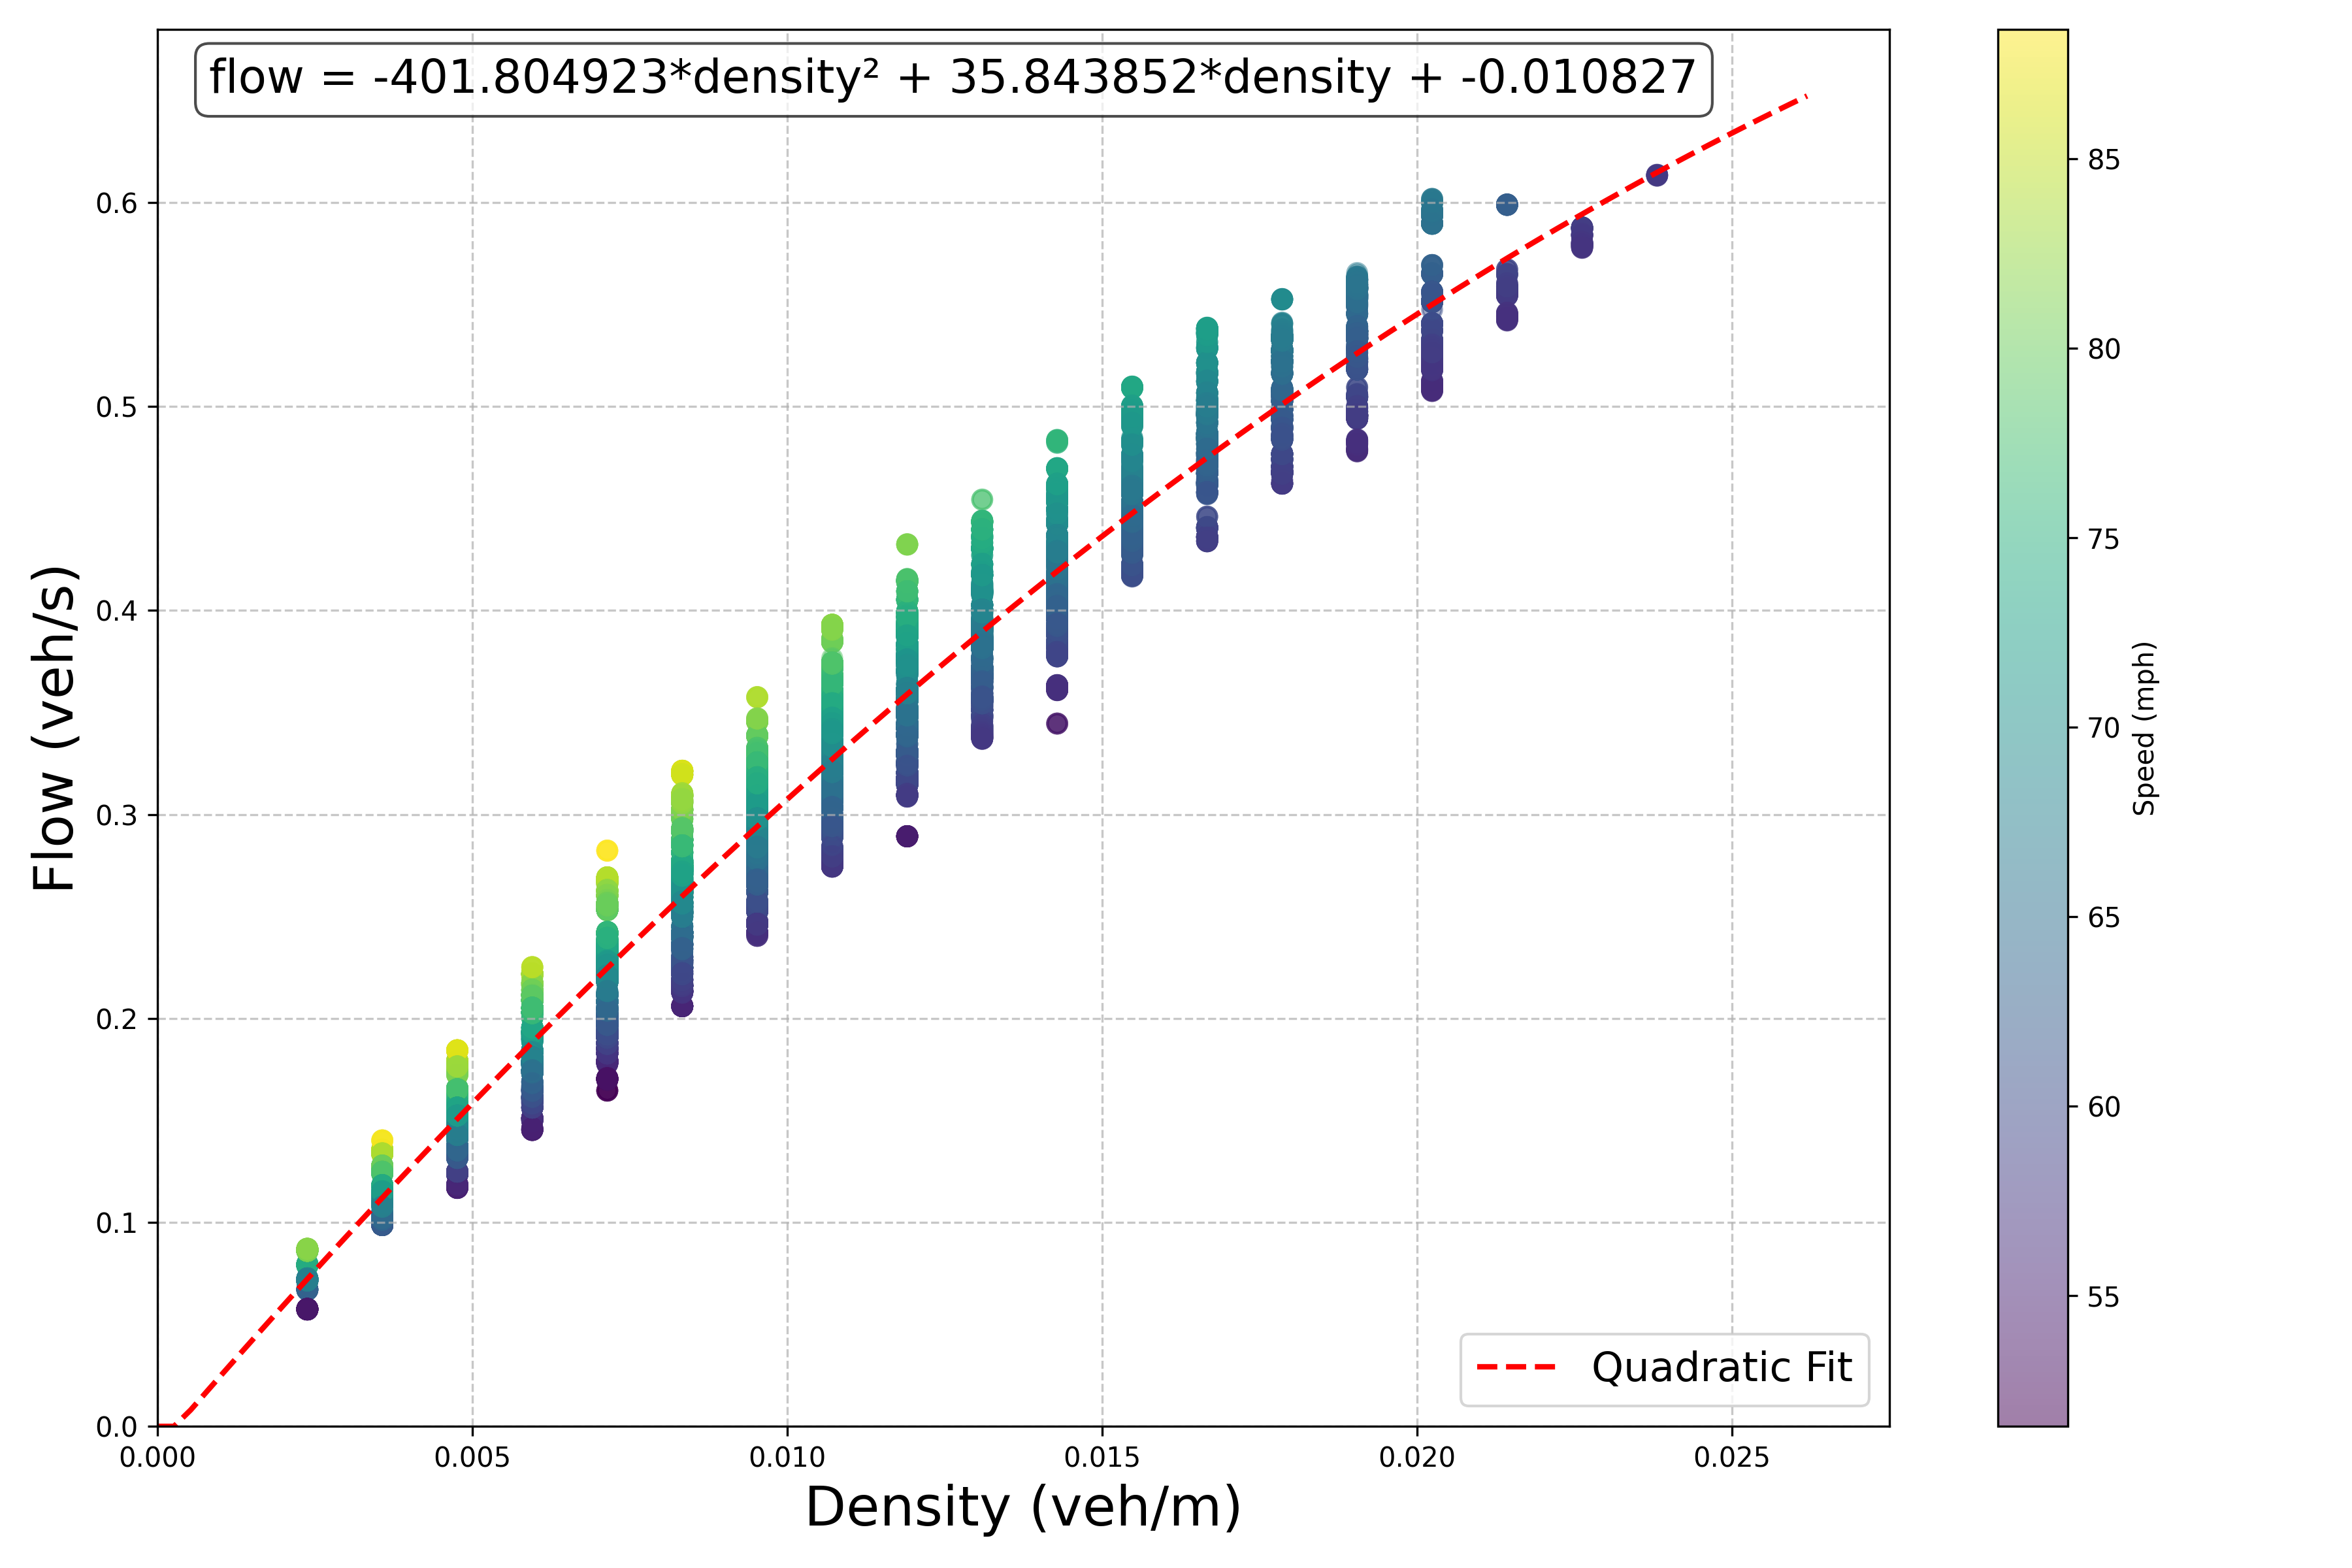 flow = -401.804923*density² + 35.843852*density + -0.010827
Flow (veh/s)
0.6
0.5
0.4
0.3
0.2
0.1
0.0
0.000 0.005 0.010 0.015 0.020 0.025
Density (veh/m)
Quadratic Fit
85
80
75
70
65
60
55
Speed (mph)